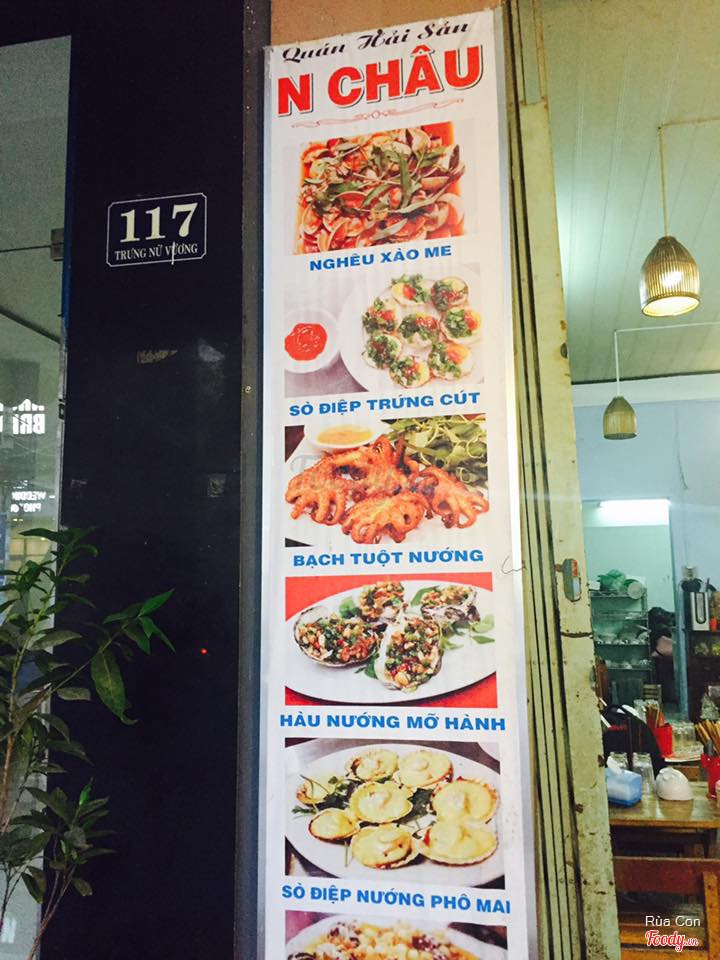 Quán Hải Sản
N CHÂU
117
TRƯNG NỮ VƯƠNG
NGHÊU XÀO ME
SÒ ĐIỆP TRỨNG CÚT
BẠCH TUỘT NƯỚNG
HÀU NƯỚNG MỠ HÀNH
SÒ ĐIỆP NƯỚNG PHÔ MAI
Rùa Con
Foody.vn